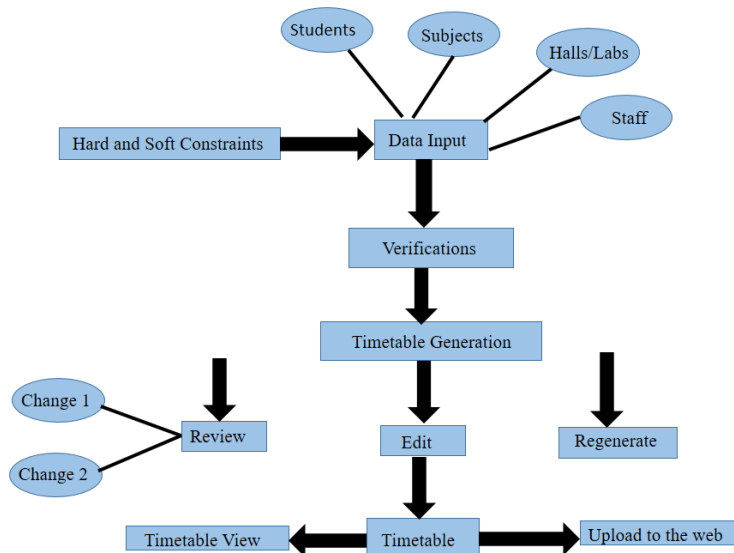 Students
Subjects
Halls/Labs
Staff
Hard and Soft Constraints
Data Input
Verifications
Timetable Generation
Change 1
Review
Edit
Regenerate
Change 2
Timetable View
Timetable
Upload to the web